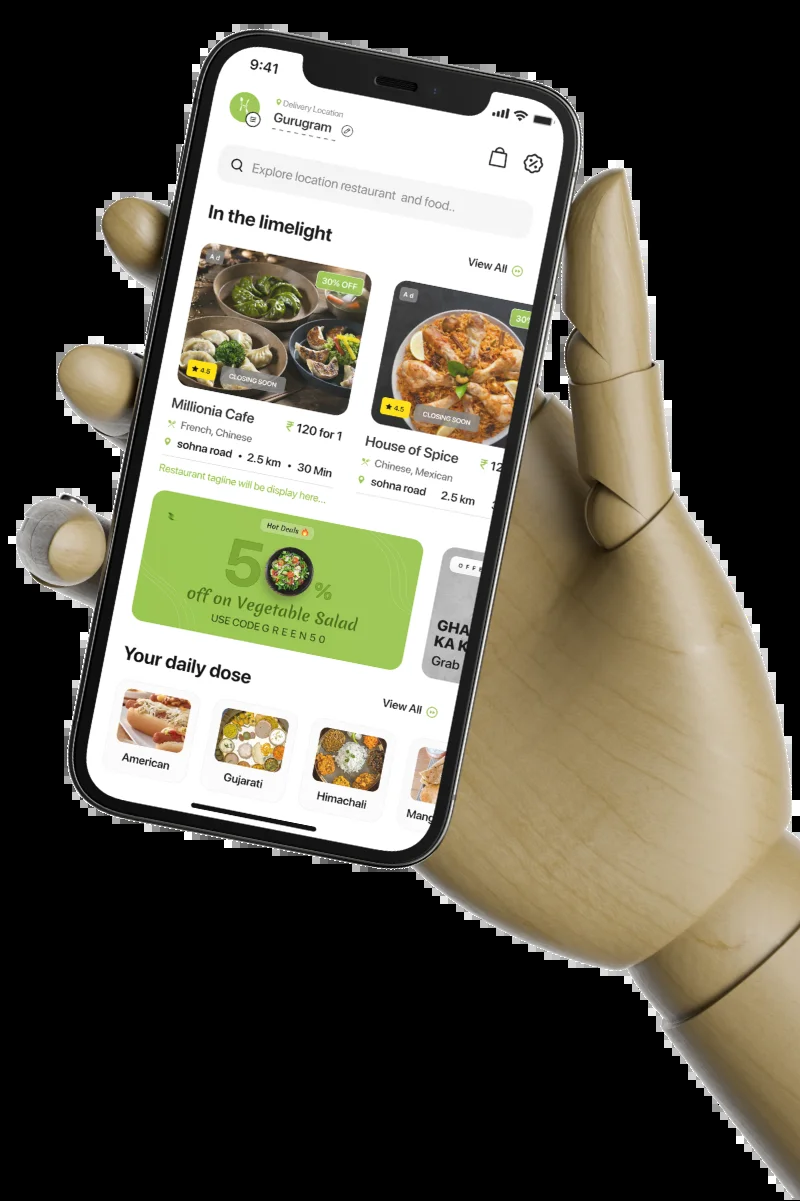 9:41
Delivery Location
Gurugram
Explore location restaurant and food..
In the limelight
View All
Ad
30% OFF
4.5
CLOSING SOON
Millionia Cafe
₹ 120 for 1
French, Chinese
sohna road • 2.5 km • 30 Min
Restaurant tagline will be display here...
Ad
30
4.5
CLOSING SOON
House of Spice
₹ 12
Chinese, Mexican
sohna road 2.5 km
Hot Deals
5 %
off on Vegetable Salad
USE CODE GREEN50
OFFE
GHA
KA K
Grab
Your daily dose
View All
American
Gujarati
Himachali
Mang